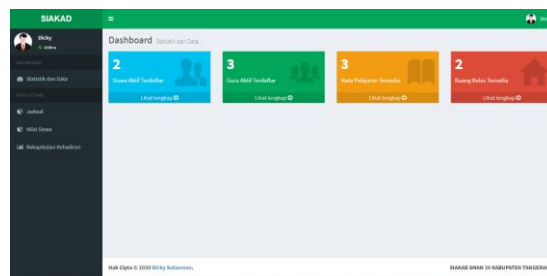 SIAKAD
Dicky
Online
Dashboard Statistik dan Data
2
Siswa Aktif Terdaftar
Lihat lengkap
3
Guru Aktif Terdaftar
Lihat lengkap
3
Mata Pelajaran Tersedia
Lihat lengkap
2
Ruang Kelas Tersedia
Lihat lengkap
Statistik dan Data
Jadwal
Nilai Siswa
Rekapitulasi Kehadiran
Hak Cipta © 2020 Dicky Setiawan.
SIAKAD SMAN 20 KABUPATEN TANGERAN